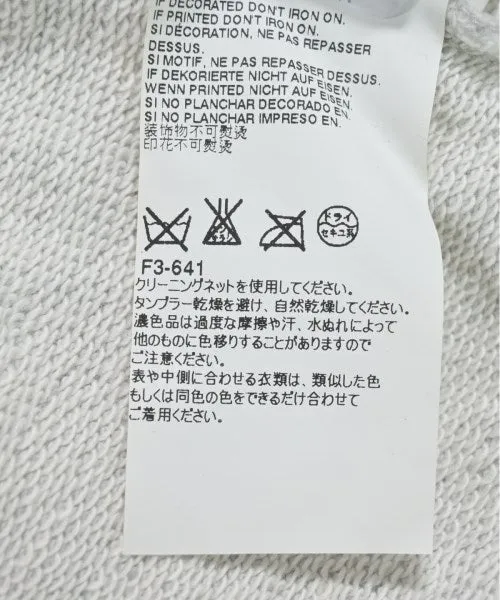 IF DECORATED DON'T IRON ON.
IF PRINTED DON'T IRON ON.
SI DÉCORATION, NE PAS REPASSER
DESSUS.
SI MOTIF, NE PAS REPASSER DESSUS.
IF DEKORIERTE NICHT AUF EISEN.
WENN PRINTED NICHT AUF EISEN.
SI NO PLANCHAR DECORADO EN.
SI NO PLANCHAR IMPRESO EN.
装饰物不可熨烫
印花不可熨烫
ドライ
セキユ系
F3-641
クリーニングネットを使用してください。
タンブラー乾燥を避け、自然乾燥してください。
濃色品は過度な摩擦や汗、水ぬれによって
他のものに色移りすることがありますので
ご注意ください。
表や中側に合わせる衣類は、類似した色
もしくは同色の色をできるだけ合わせて
ご着用ください。